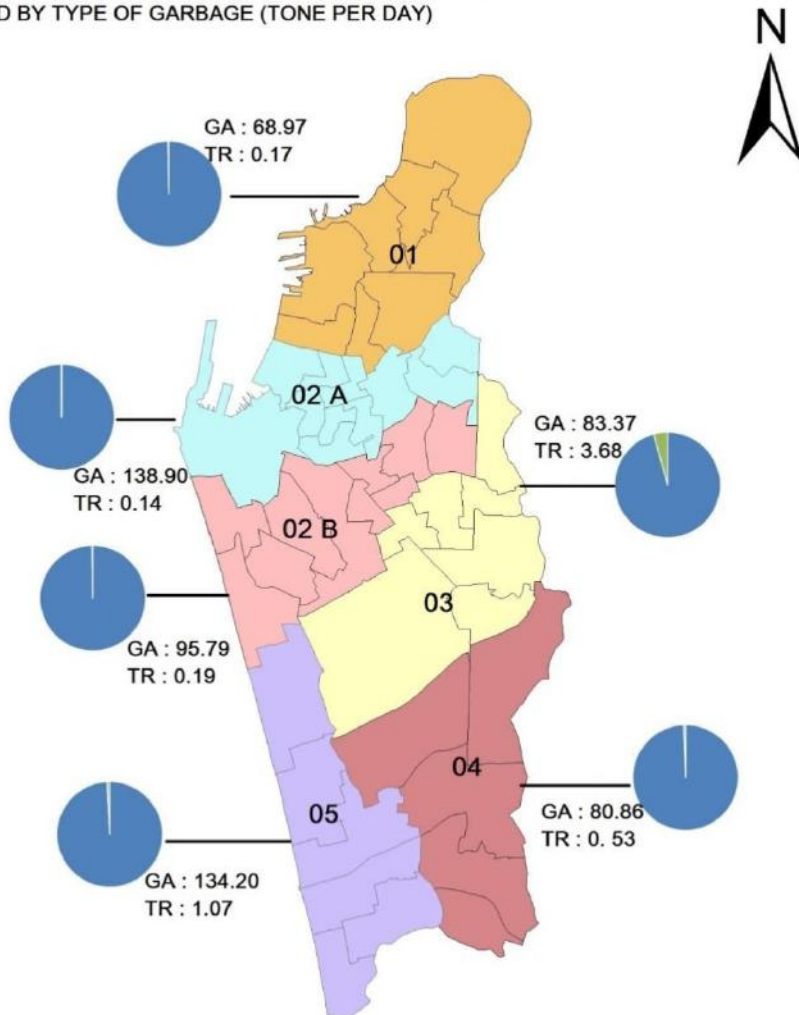 BY TYPE OF GARBAGE (TONE PER DAY)
N
GA : 68.97
TR : 0.17
01
02 A
GA : 83.37
TR : 3.68
GA : 138.90
TR : 0.14
02 B
03
GA : 95.79
TR : 0.19
04
05
GA : 80.86
TR : 0. 53
GA : 134.20
TR : 1.07